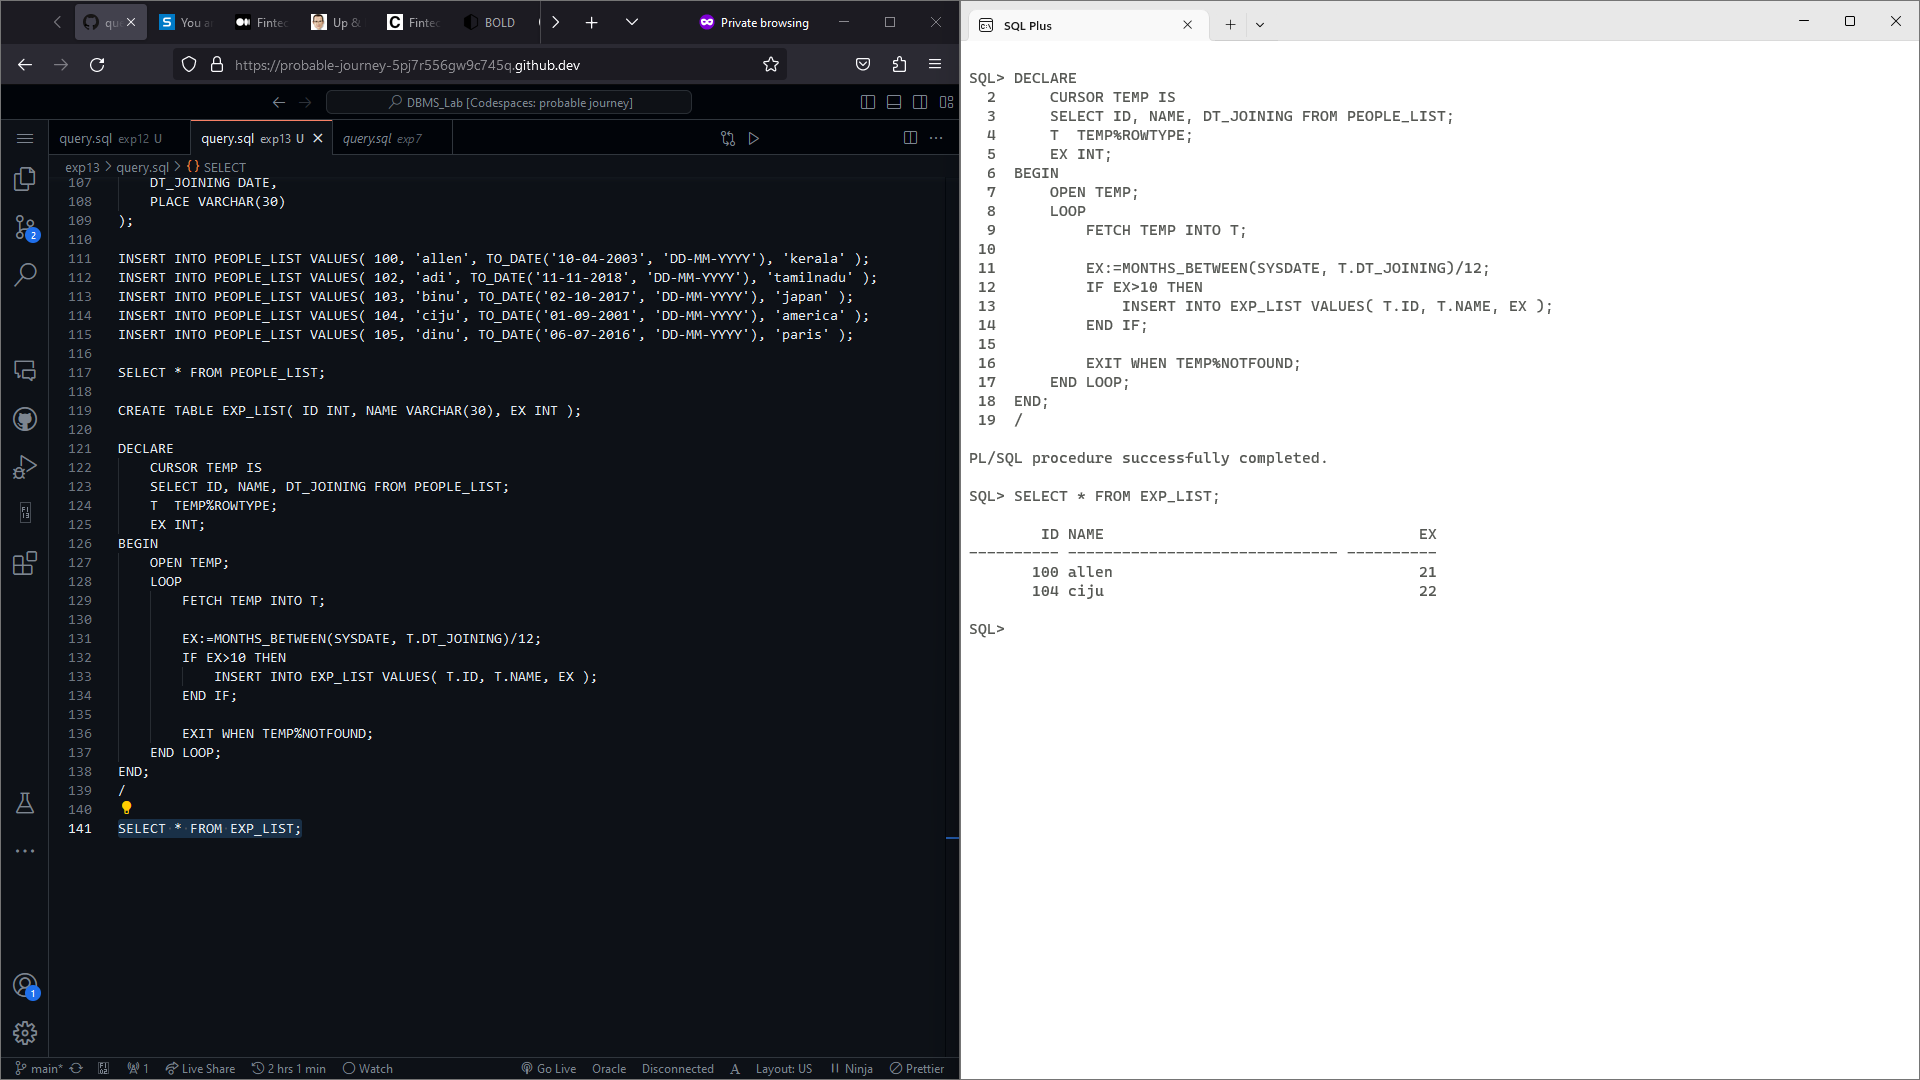 qu
You a
Fintec
Up &
Fintec
BOLD
Private browsing
https://probable-journey-5pj7r556gw9c745q.github.dev
DBMS_Lab [Codespaces: probable journey]
query.sql exp12 U
query.sql exp13 U
query.sql exp7
exp13 > query.sql > {} SELECT
107 DT_JOINING DATE,
108 PLACE VARCHAR(30)
109 );
110
111 INSERT INTO PEOPLE_LIST VALUES( 100, 'allen', TO_DATE('10-04-2003', 'DD-MM-YYYY'), 'kerala' );
112 INSERT INTO PEOPLE_LIST VALUES( 102, 'adi', TO_DATE('11-11-2018', 'DD-MM-YYYY'), 'tamilnadu' );
113 INSERT INTO PEOPLE_LIST VALUES( 103, 'binu', TO_DATE('02-10-2017', 'DD-MM-YYYY'), 'japan' );
114 INSERT INTO PEOPLE_LIST VALUES( 104, 'ciju', TO_DATE('01-09-2001', 'DD-MM-YYYY'), 'america' );
115 INSERT INTO PEOPLE_LIST VALUES( 105, 'dinu', TO_DATE('06-07-2016', 'DD-MM-YYYY'), 'paris' );
116
117 SELECT * FROM PEOPLE_LIST;
118
119 CREATE TABLE EXP_LIST( ID INT, NAME VARCHAR(30), EX INT );
120
121 DECLARE
122 CURSOR TEMP IS
123 SELECT ID, NAME, DT_JOINING FROM PEOPLE_LIST;
124 T  TEMP%ROWTYPE;
125 EX INT;
126 BEGIN
127 OPEN TEMP;
128 LOOP
129 FETCH TEMP INTO T;
130
131 EX:=MONTHS_BETWEEN(SYSDATE, T.DT_JOINING)/12;
132 IF EX>10 THEN
133 INSERT INTO EXP_LIST VALUES( T.ID, T.NAME, EX );
134 END IF;
135
136 EXIT WHEN TEMP%NOTFOUND;
137 END LOOP;
138 END;
139 /
140
141 SELECT * FROM EXP_LIST;
2
1
main*
1
Live Share
2 hrs 1 min
Watch
Go Live
Oracle
Disconnected
Layout: US
Ninja
Prettier
SQL Plus
SQL> DECLARE
2 CURSOR TEMP IS
3 SELECT ID, NAME, DT_JOINING FROM PEOPLE_LIST;
4 T  TEMP%ROWTYPE;
5 EX INT;
6 BEGIN
7 OPEN TEMP;
8 LOOP
9 FETCH TEMP INTO T;
10
11 EX:=MONTHS_BETWEEN(SYSDATE, T.DT_JOINING)/12;
12 IF EX>10 THEN
13 INSERT INTO EXP_LIST VALUES( T.ID, T.NAME, EX );
14 END IF;
15
16 EXIT WHEN TEMP%NOTFOUND;
17 END LOOP;
18 END;
19 /
PL/SQL procedure successfully completed.
SQL> SELECT * FROM EXP_LIST;
ID NAME EX
---------- ------------------------------ ----------
100 allen 21
104 ciju 22
SQL>